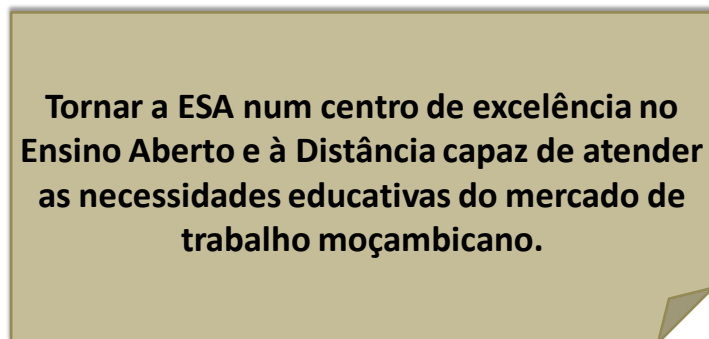 Tornar a ESA num centro de excelência no
Ensino Aberto e à Distância capaz de atender
as necessidades educativas do mercado de
trabalho moçambicano.